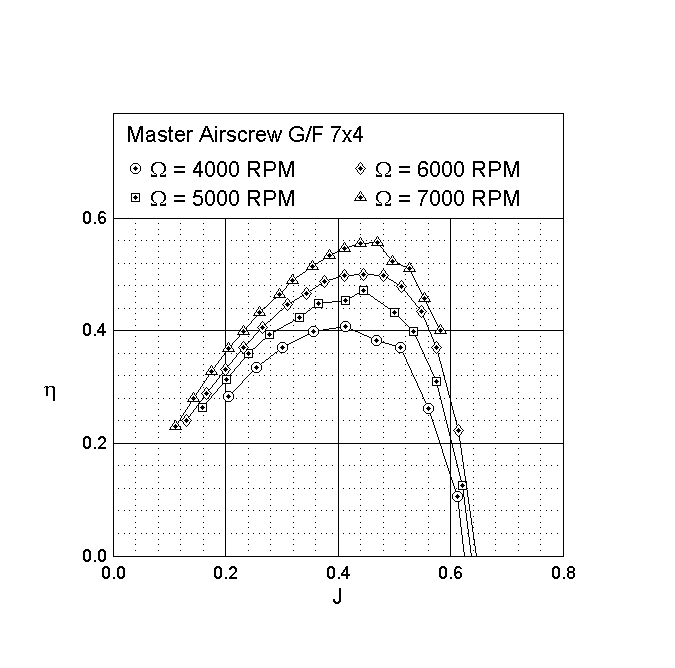 Master Airscrew G/F 7x4
Ω = 4000 RPM
Ω = 6000 RPM
Ω = 5000 RPM
Ω = 7000 RPM
0.6
0.4
η
0.2
0.0
0.0 0.2 0.4 0.6 0.8
J